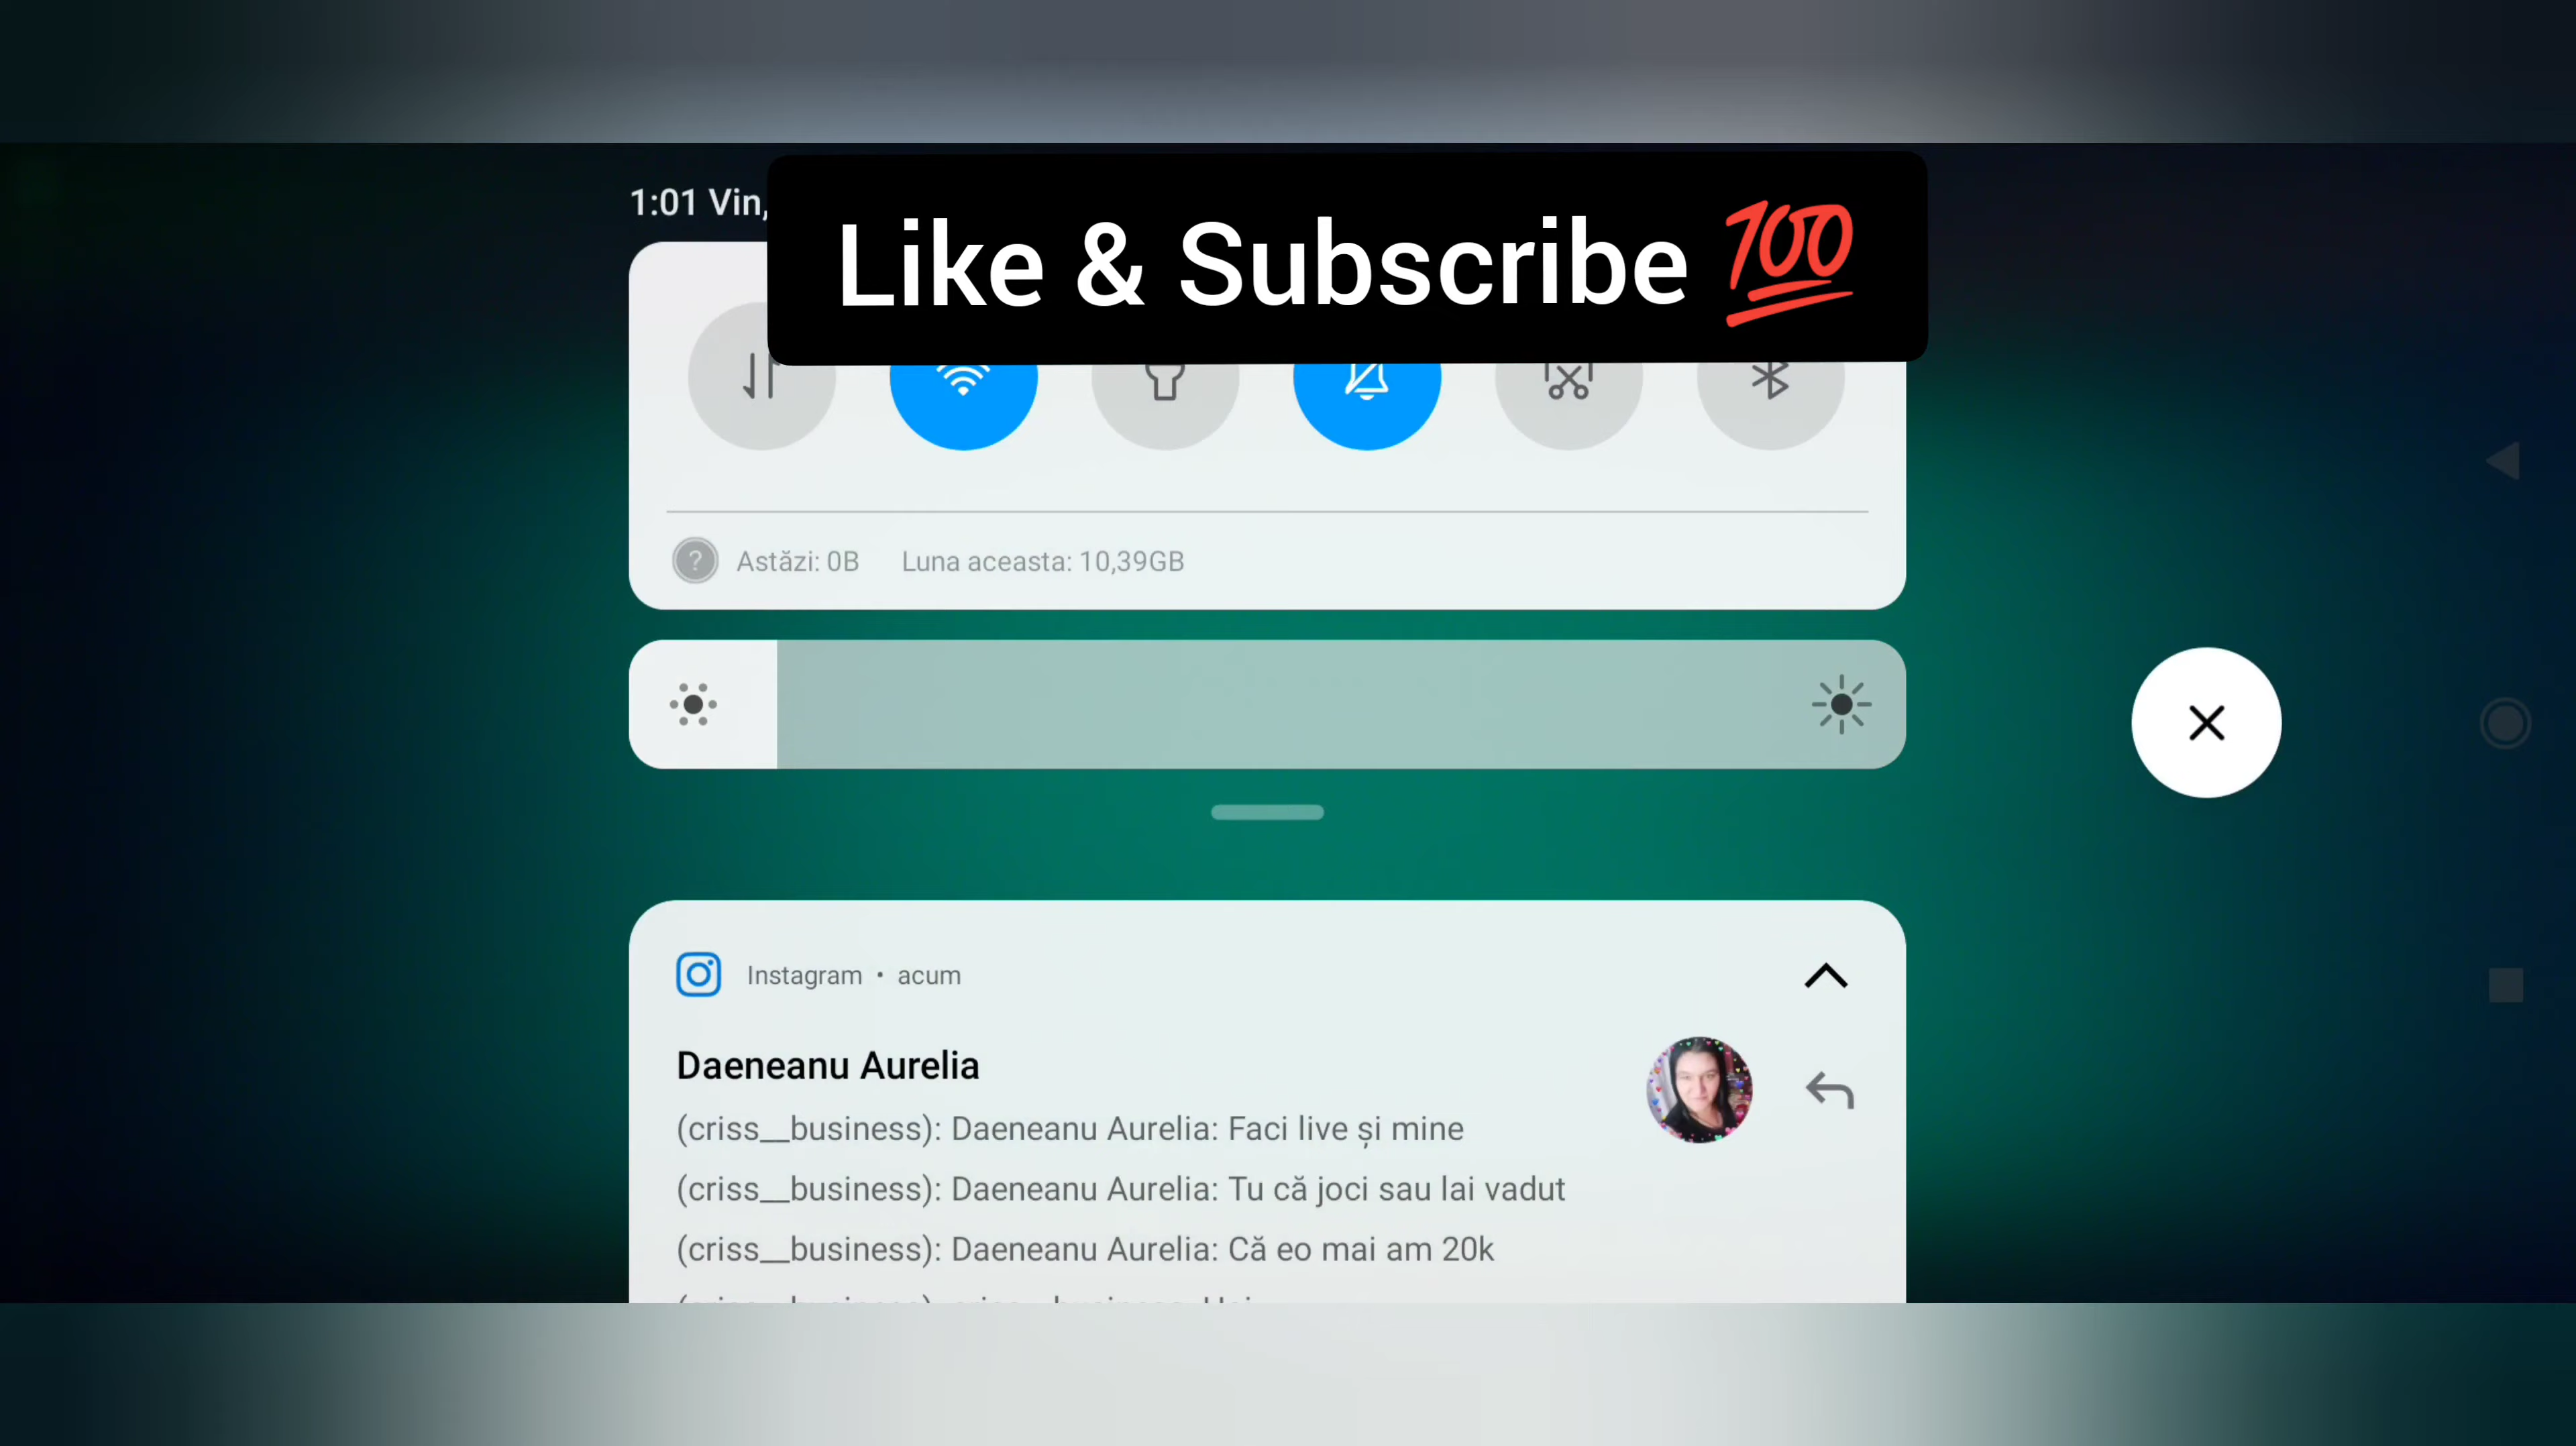 1:01 Vin,
Like & Subscribe 💯
Astăzi: 0B Luna aceasta: 10,39GB
Instagram • acum
Daeneanu Aurelia
(criss__business): Daeneanu Aurelia: Faci live și mine
(criss__business): Daeneanu Aurelia: Tu că joci sau lai vadut
(criss__business): Daeneanu Aurelia: Că eo mai am 20k